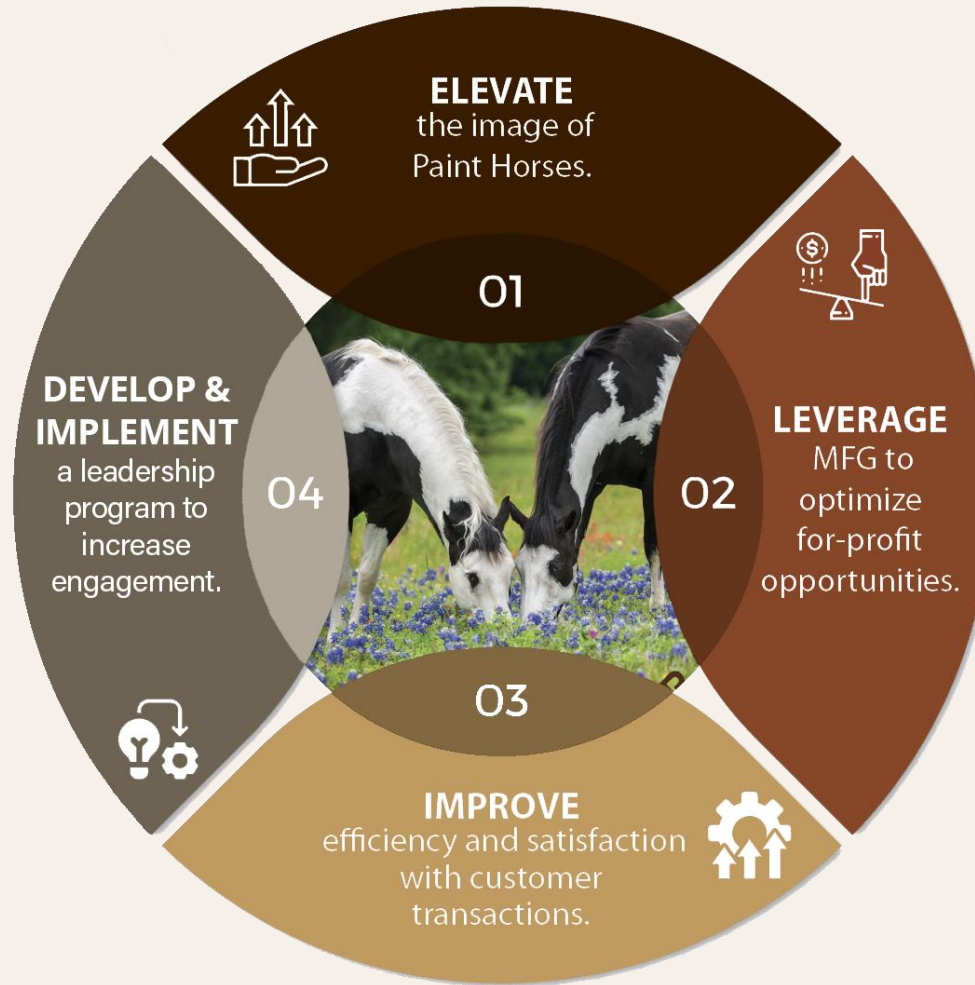 ELEVATE
the image of
Paint Horses.
01
LEVERAGE
MFG to
optimize
for-profit
opportunities.
02
03
IMPROVE
efficiency and satisfaction
with customer
transactions.
DEVELOP &
IMPLEMENT
a leadership
program to
increase
engagement.
04
$